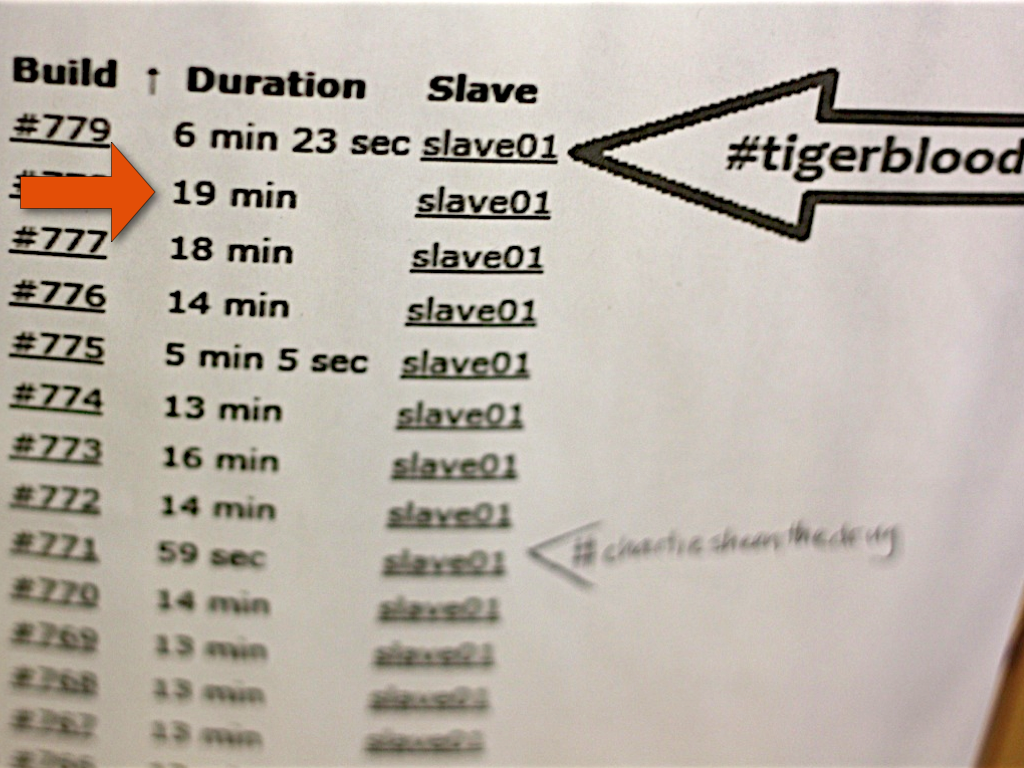 Build ↑ Duration Slave
#779 6 min 23 sec slave01 #tigerblood
19 min slave01
#777 18 min slave01
#776 14 min slave01
#775 5 min 5 sec slave01
#774 13 min slave01
#773 16 min slave01
#772 14 min slave01
#771 59 sec slave01 #charliesheenthedrug
#770 14 min slave01
#769 13 min slave01
#768 13 min slave01
#767 13 min slave01